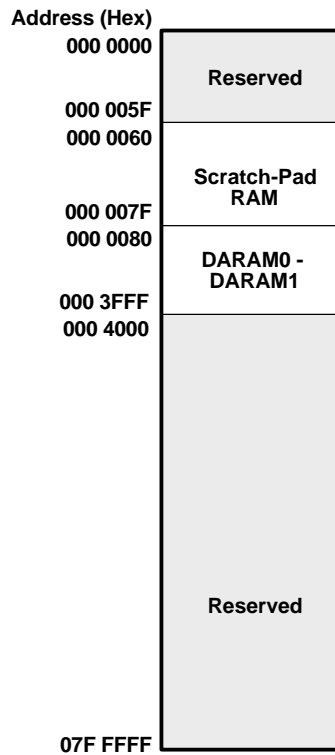 Address (Hex)
000 0000
Reserved
000 005F
000 0060
Scratch-Pad
RAM
000 007F
000 0080
DARAM0 -
DARAM1
000 3FFF
000 4000
Reserved
07F FFFF